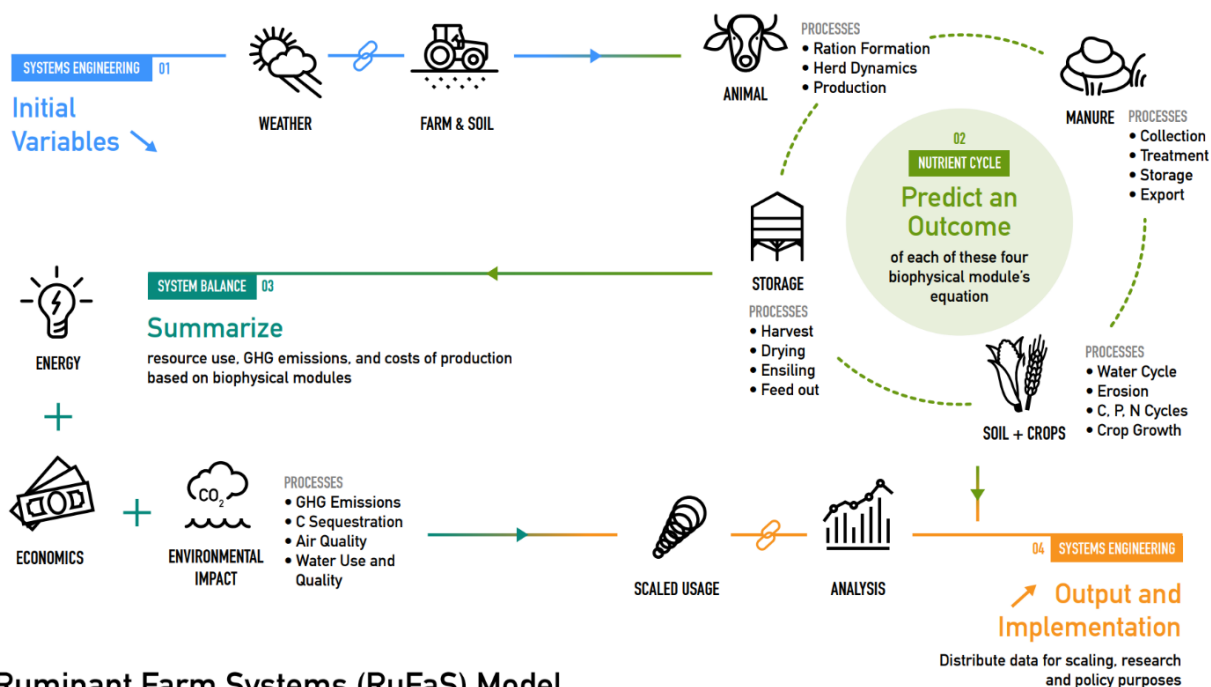 SYSTEMS ENGINEERING 01
Initial
Variables
WEATHER
FARM & SOIL
ANIMAL
PROCESSES
• Ration Formation
• Herd Dynamics
• Production
MANURE
PROCESSES
• Collection
• Treatment
• Storage
• Export
02
NUTRIENT CYCLE
Predict an
Outcome
of each of these four
biophysical module's
equation
STORAGE
PROCESSES
• Harvest
• Drying
• Ensiling
• Feed out
SOIL + CROPS
PROCESSES
• Water Cycle
• Erosion
• C, P, N Cycles
• Crop Growth
SYSTEM BALANCE 03
Summarize
resource use, GHG emissions, and costs of production
based on biophysical modules
ENERGY
+
ECONOMICS
+
CO2
ENVIRONMENTAL
IMPACT
PROCESSES
• GHG Emissions
• C Sequestration
• Air Quality
• Water Use and
Quality
SCALED USAGE
ANALYSIS
04 SYSTEMS ENGINEERING
Output and
Implementation
Distribute data for scaling, research
and policy purposes
Ruminant Farm Systems (RuFaS) Model